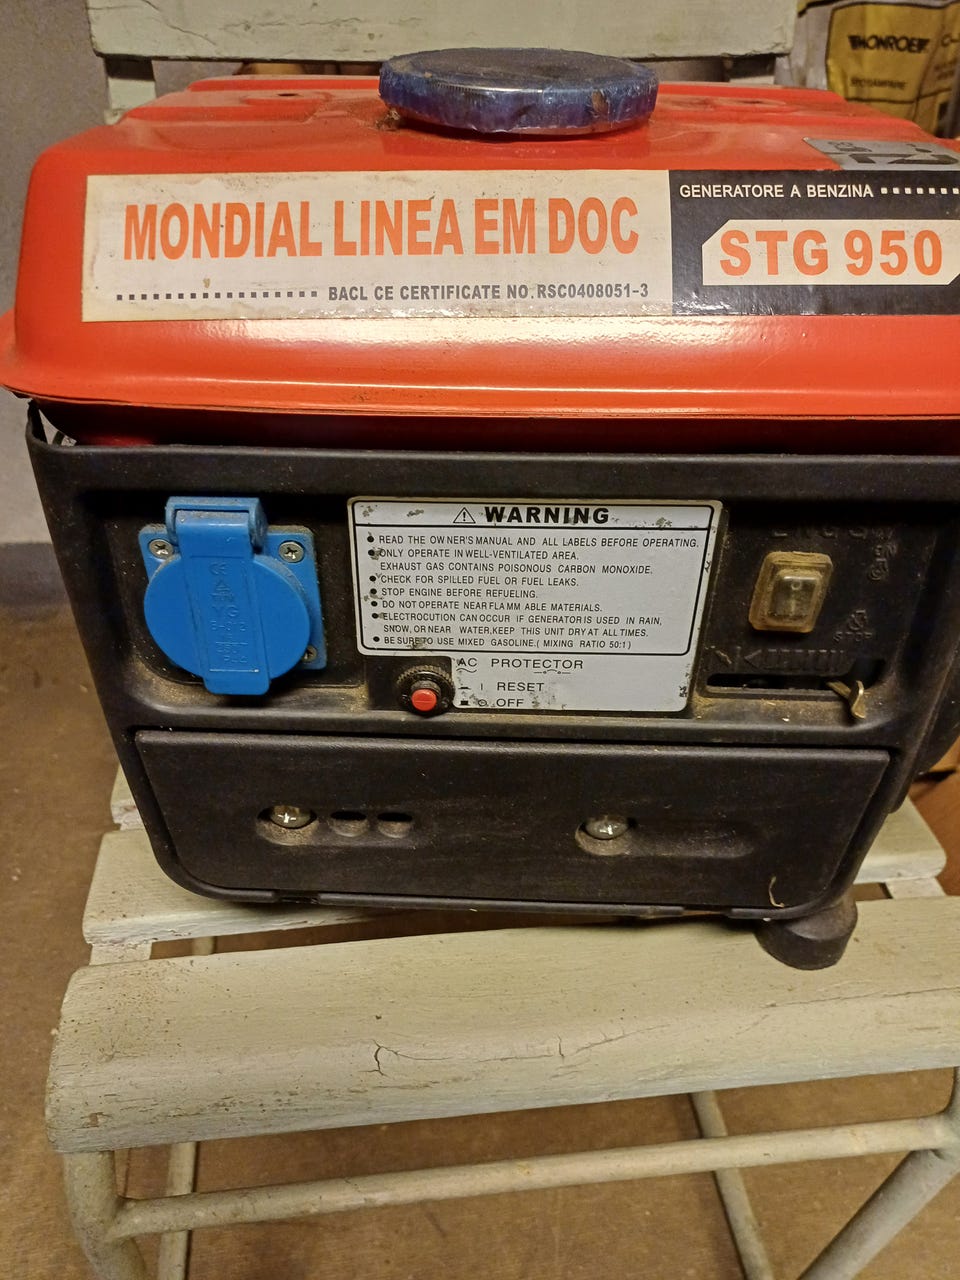 MONROE
MONDIAL LINEA EM DOC
BACL CE CERTIFICATE NO.RSC0408051-3
GENERATORE A BENZINA
STG 950
WARNING
READ THE OWNER'S MANUAL AND ALL LABELS BEFORE OPERATING.
ONLY OPERATE IN WELL-VENTILATED AREA,
EXHAUST GAS CONTAINS POISONOUS CARBON MONOXIDE.
CHECK FOR SPILLED FUEL OR FUEL LEAKS.
STOP ENGINE BEFORE REFUELING.
DO NOT OPERATE NEAR FLAMM ABLE MATERIALS.
ELECTROCUTION CAN OCCUR IF GENERATOR IS USED IN RAIN,
SNOW, OR NEAR WATER,KEEP THIS UNIT DRY AT ALL TIMES.
BE SURE TO USE MIXED GASOLINE.( MIXING RATIO 50:1)
AC PROTECTOR
RESET
OFF
STOP